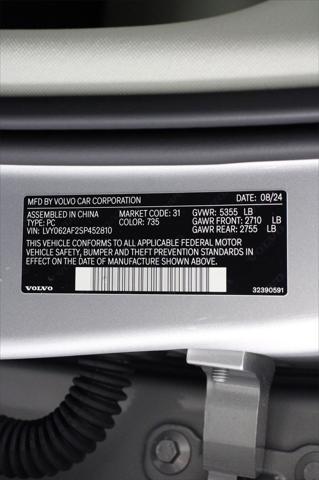 MFD BY VOLVO CAR CORPORATION DATE: 08/24
ASSEMBLED IN CHINA MARKET CODE: 31 GVWR: 5355 LB
TYPE: PC COLOR: 735 GAWR FRONT: 2710 LB
VIN: LVY062AF2SP452810 GAWR REAR: 2755 LB
THIS VEHICLE CONFORMS TO ALL APPLICABLE FEDERAL MOTOR
VEHICLE SAFETY, BUMPER AND THEFT PREVENTION STANDARDS IN
EFFECT ON THE DATE OF MANUFACTURE SHOWN ABOVE.
VOLVO 32390591